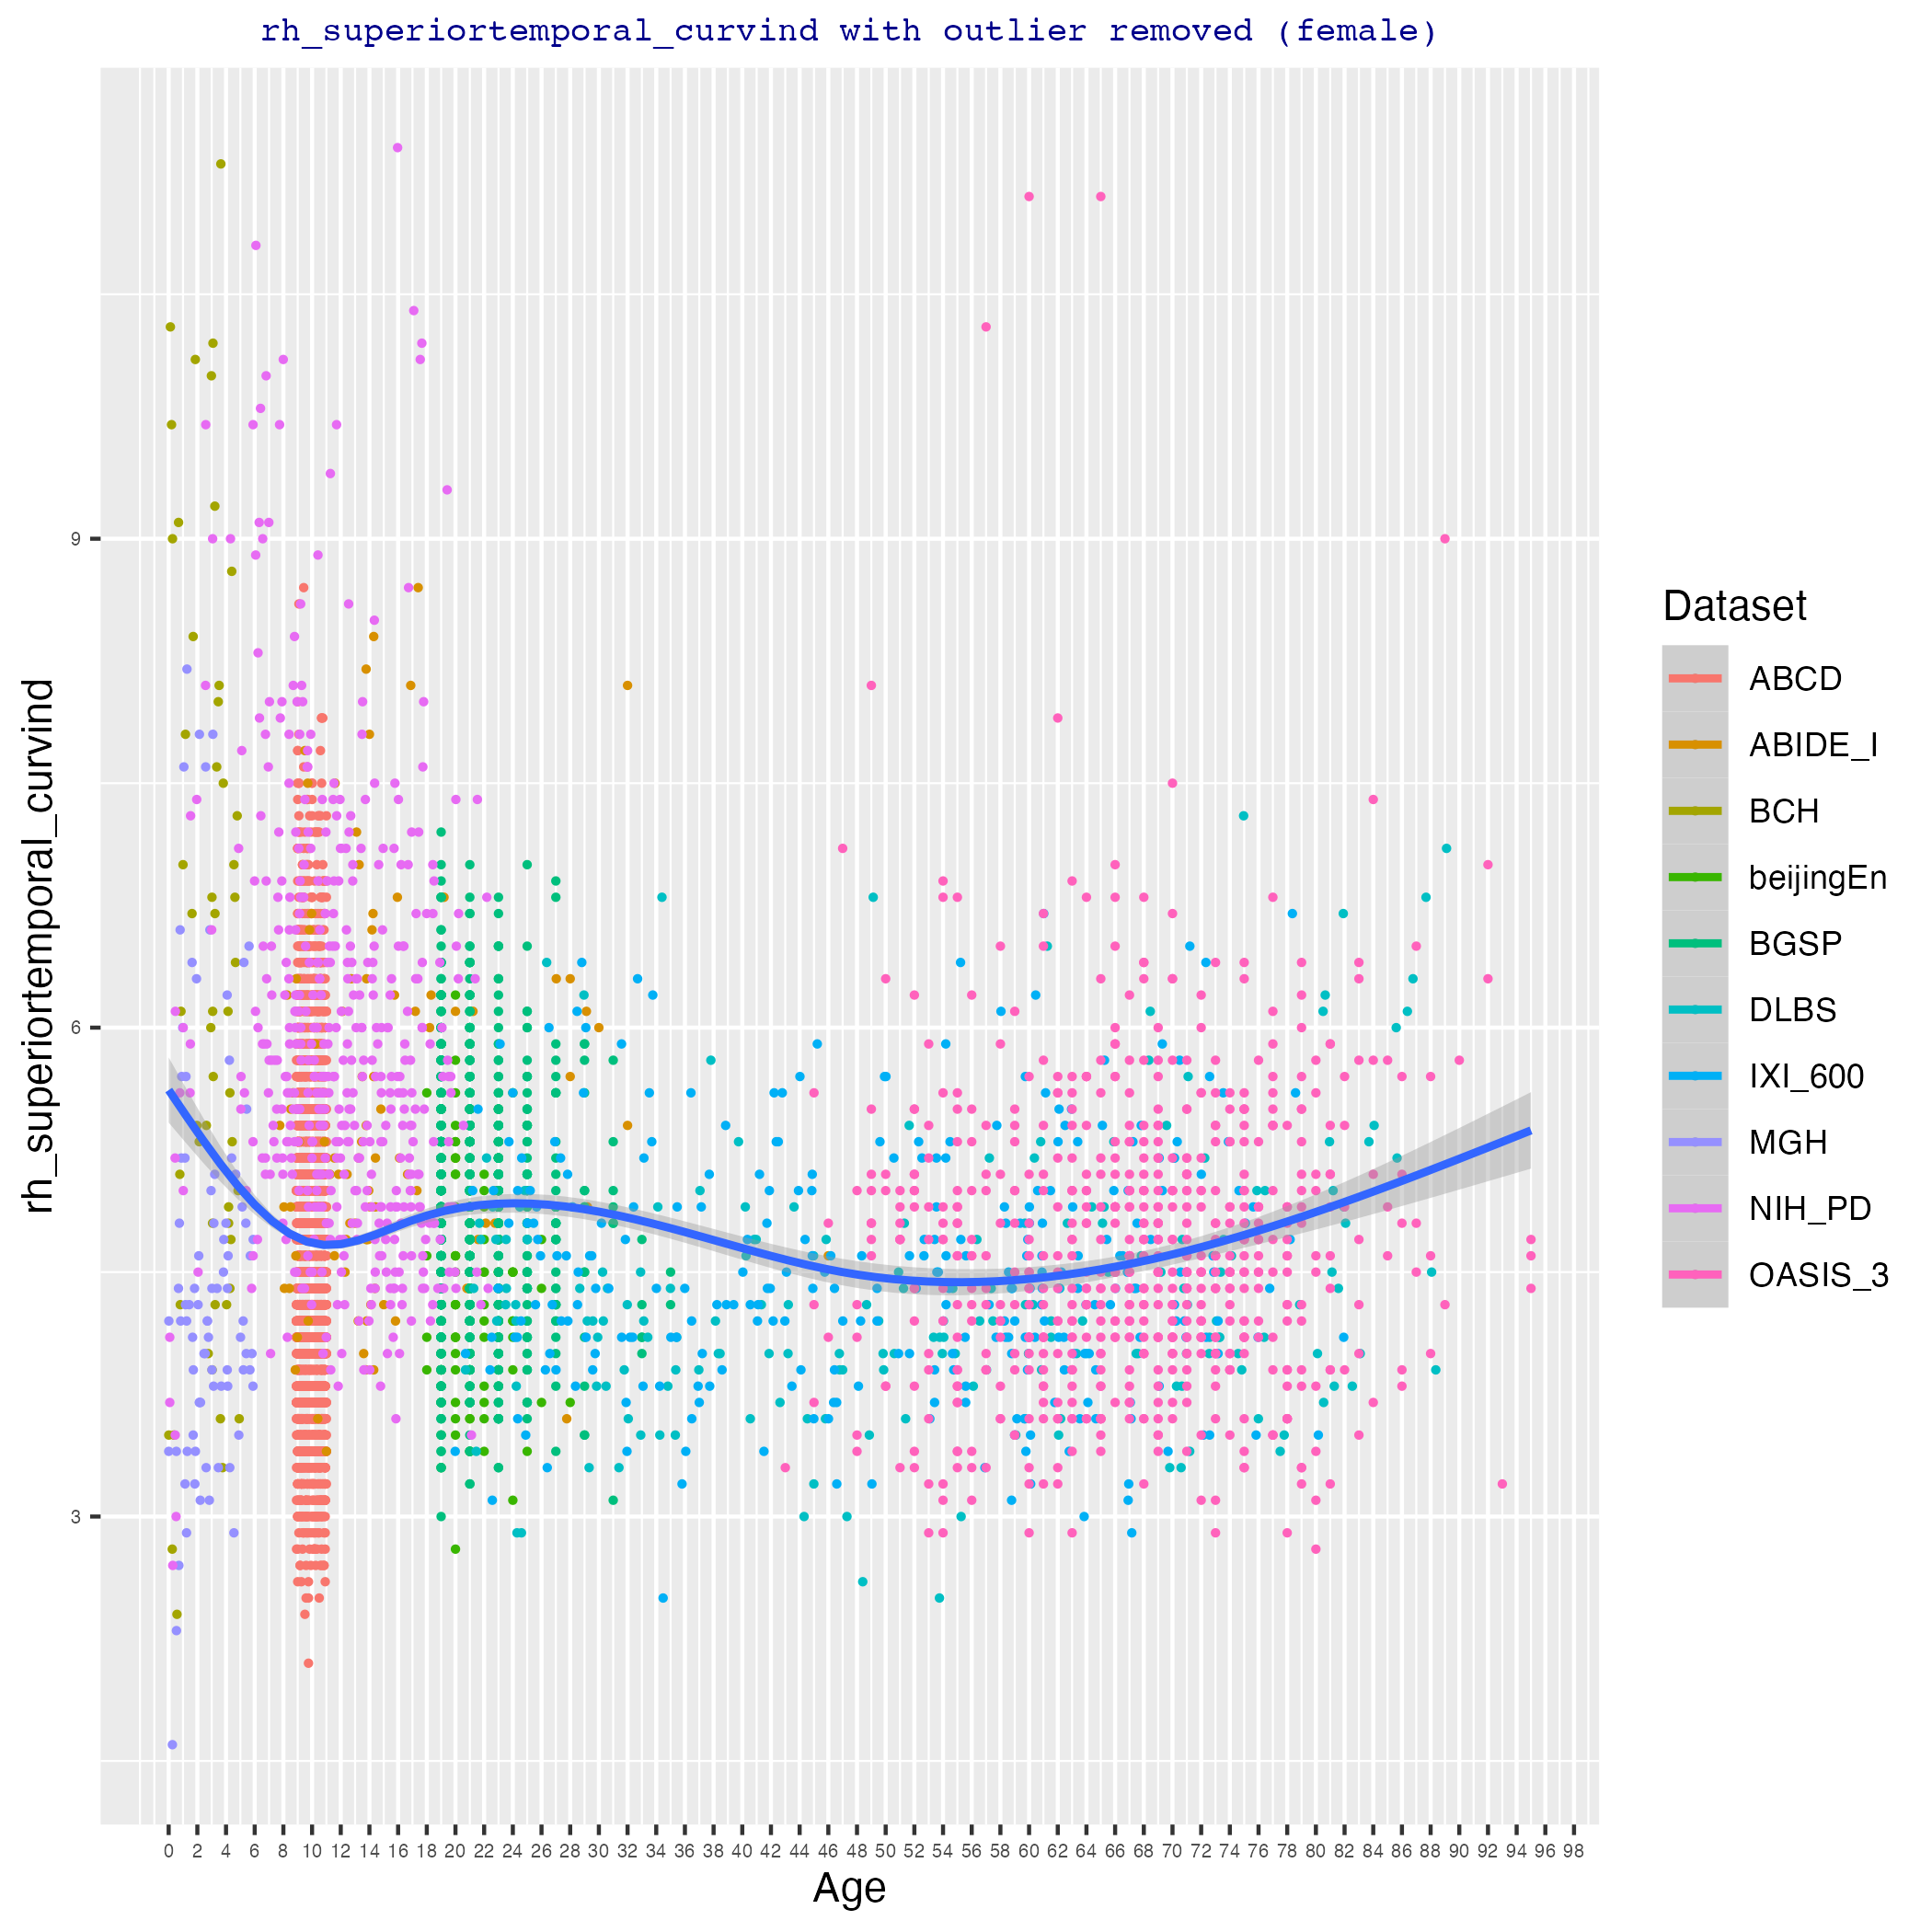 rh_superiortemporal_curvind with outlier removed (female)
rh_superiortemporal_curvind
9
6
3
0 2 4 6 8 10 12 14 16 18 20 22 24 26 28 30 32 34 36 38 40 42 44 46 48 50 52 54 56 58 60 62 64 66 68 70 72 74 76 78 80 82 84 86 88 90 92 94 96 98
Age
Dataset
ABCD
ABIDE_I
BCH
beijingEn
BGSP
DLBS
IXI_600
MGH
NIH_PD
OASIS_3